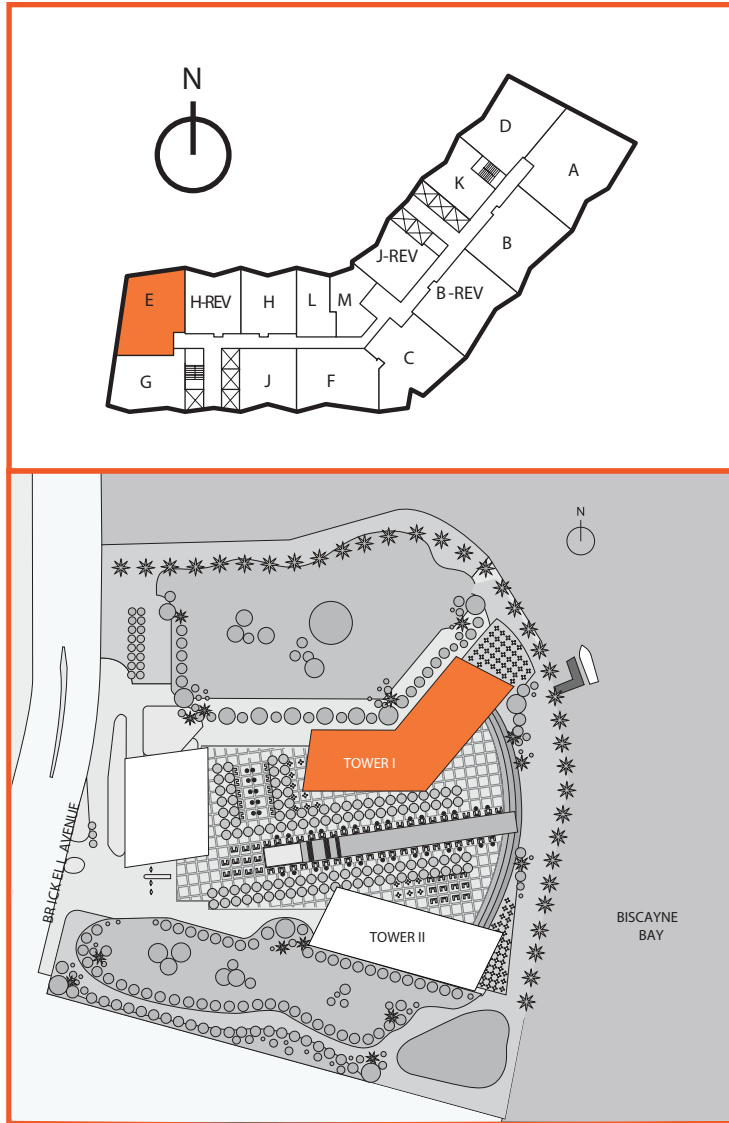 N
D
K
A
J-REV
B
B-REV
E
H-REV
H
L
M
C
G
J
F
N
TOWER I
BRICKELL AVENUE
TOWER II
BISCAYNE
BAY